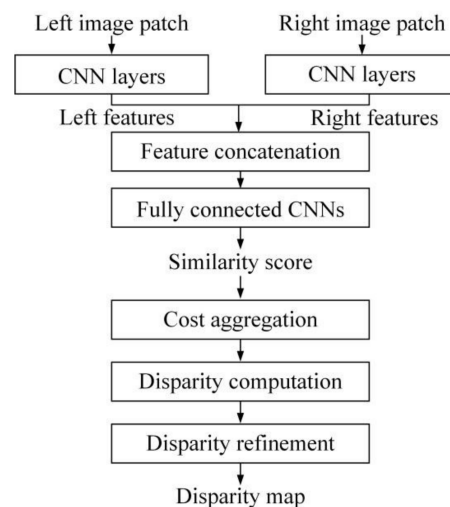 Left image patch
Right image patch
CNN layers
CNN layers
Left features
Right features
Feature concatenation
Fully connected CNNs
Similarity score
Cost aggregation
Disparity computation
Disparity refinement
Disparity map